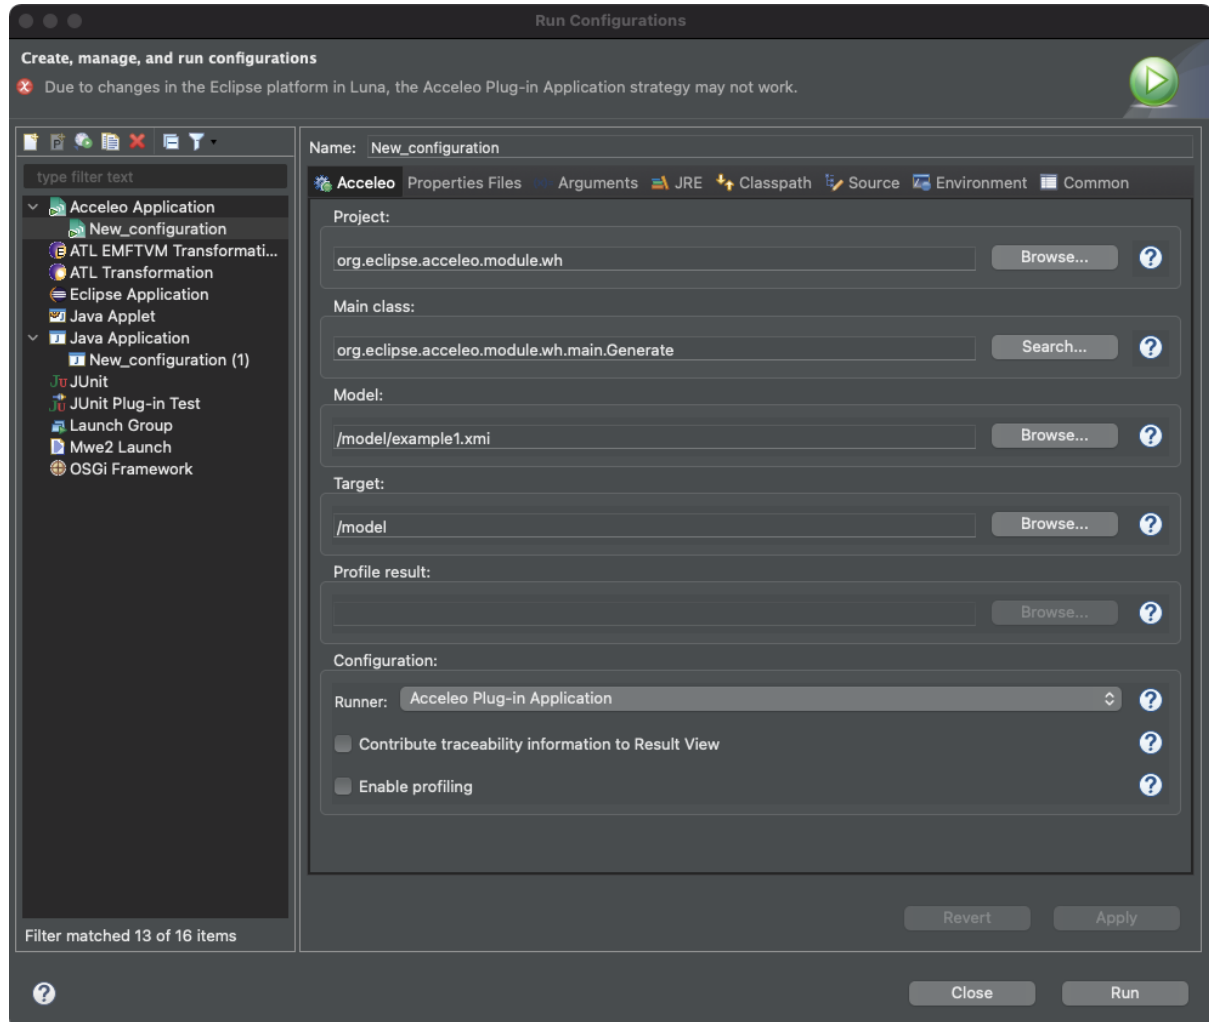 Run Configurations
Create, manage, and run configurations
Due to changes in the Eclipse platform in Luna, the Acceleo Plug-in Application strategy may not work.
type filter text
Acceleo Application
New_configuration
ATL EMFTVM Transformati...
ATL Transformation
Eclipse Application
Java Applet
Java Application
New_configuration (1)
JUnit
JUnit Plug-in Test
Launch Group
Mwe2 Launch
OSGi Framework
Filter matched 13 of 16 items
Name: New_configuration
Acceleo Properties Files Arguments JRE Classpath Source Environment Common
Project:
org.eclipse.acceleo.module.wh Browse...
Main class:
org.eclipse.acceleo.module.wh.main.Generate Search...
Model:
/model/example1.xmi Browse...
Target:
/model Browse...
Profile result:
Browse...
Configuration:
Runner: Acceleo Plug-in Application
Contribute traceability information to Result View
Enable profiling
Revert Apply
Close Run